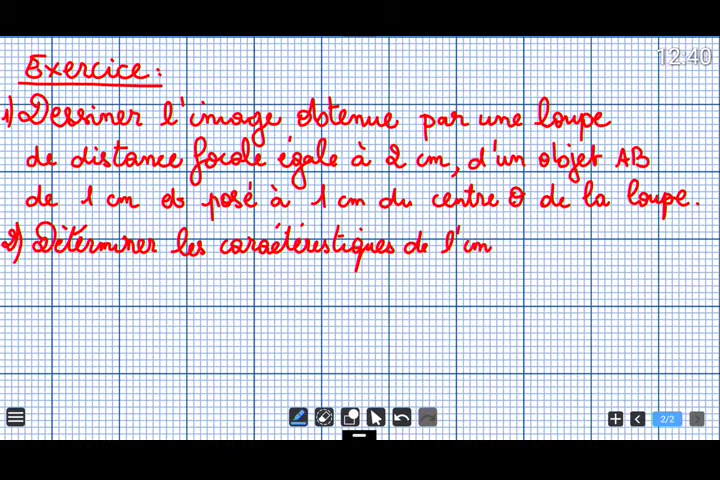 12:40
Exercice :
1) Dessiner l'image obtenue par une loupe
de distance focale égale à 2 cm, d'un objet AB
de 1 cm et posé à 1 cm du centre O de la loupe.
2) Déterminer les caractérestiques de l'im
2/2